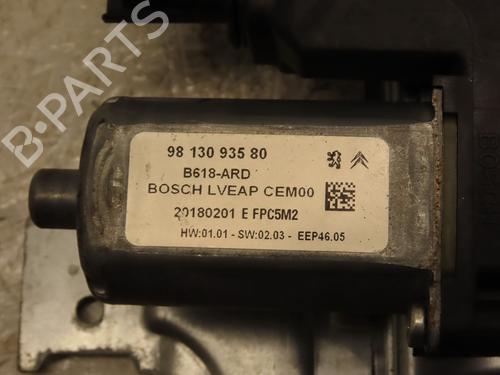 98 130 935 80
B618-ARD
BOSCH LVEAP CEM00
20180201 E FPC5M2
HW:01.01 - SW:02.03 - EEP46.05
BPARTS